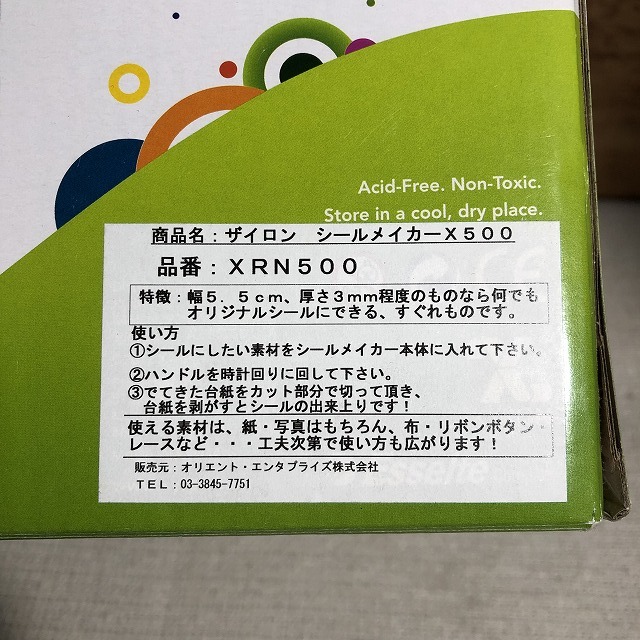 Acid-Free. Non-Toxic.
Store in a cool, dry place.
商品名：ザイロン　シールメイカーＸ５００
品番：ＸＲＮ５００
特徴：幅５．５ｃｍ、厚さ３ｍｍ程度のものなら何でも
オリジナルシールにできる、すぐれものです。
使い方
①シールにしたい素材をシールメイカー本体に入れて下さい。
②ハンドルを時計回りに回して下さい。
③でてきた台紙をカット部分で切って頂き、
台紙を剥がすとシールの出来上りです！
使える素材は、紙・写真はもちろん、布・リボンボタン・
レースなど・・・工夫次第で使い方も広がります！
販売元：オリエント・エンタプライズ株式会社
ＴＥＬ：03-3845-7751